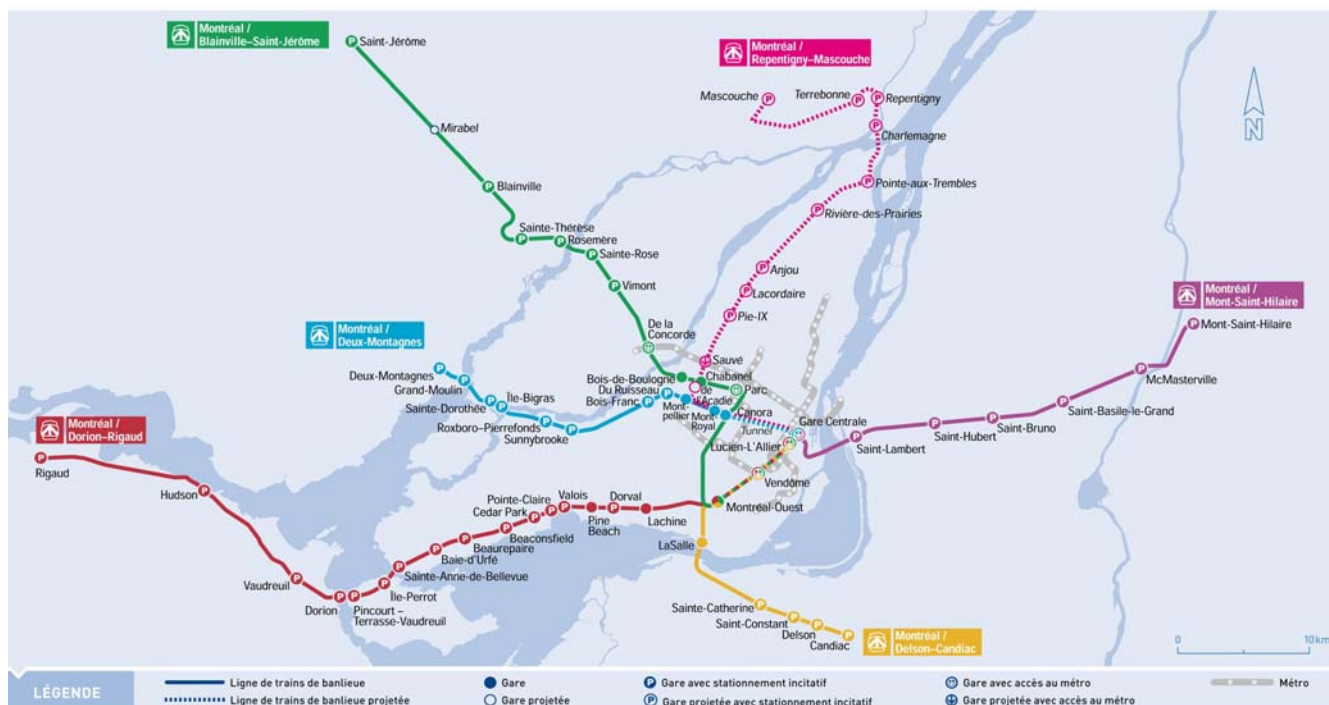 Montréal /
Blainville–Saint-Jérôme
Saint-Jérôme
Mirabel
Blainville
Sainte-Thérèse
Rosemère
Sainte-Rose
Vimont
De la
Concorde
Bois-de-Boulogne
Chabanel
Parc
Montréal /
Repentigny–Mascouche
Mascouche
Terrebonne
Repentigny
Charlemagne
Pointe-aux-Trembles
Rivière-des-Prairies
Anjou
Lacordaire
Pie-IX
Sauvé
de
l'Acadie
N
Montréal /
Deux-Montagnes
Deux-Montagnes
Grand-Moulin
Sainte-Dorothée
Île-Bigras
Roxboro–Pierrefonds
Sunnybrooke
Bois-Franc
Du Ruisseau
Mont-
pellier
Mont
Royal
Canora
Tunnel
Gare Centrale
Lucien-L'Allier
Vendôme
Montréal-Ouest
Montréal /
Mont-Saint-Hilaire
Mont-Saint-Hilaire
McMasterville
Saint-Basile-le-Grand
Saint-Bruno
Saint-Hubert
Saint-Lambert
Montréal /
Dorion–Rigaud
Rigaud
Hudson
Vaudreuil
Dorion
Pincourt –
Terrasse-Vaudreuil
Île-Perrot
Sainte-Anne-de-Bellevue
Baie-d'Urfé
Beaurepaire
Beaconsfield
Cedar Park
Pointe-Claire
Valois
Pine
Beach
Dorval
Lachine
LaSalle
Sainte-Catherine
Saint-Constant
Delson
Candiac
Montréal /
Delson–Candiac
0 10 km
LÉGENDE
Ligne de trains de banlieue
Ligne de trains de banlieue projetée
Gare
Gare projetée
Gare avec stationnement incitatif
Gare projetée avec stationnement incitatif
Gare avec accès au métro
Gare projetée avec accès au métro
Métro